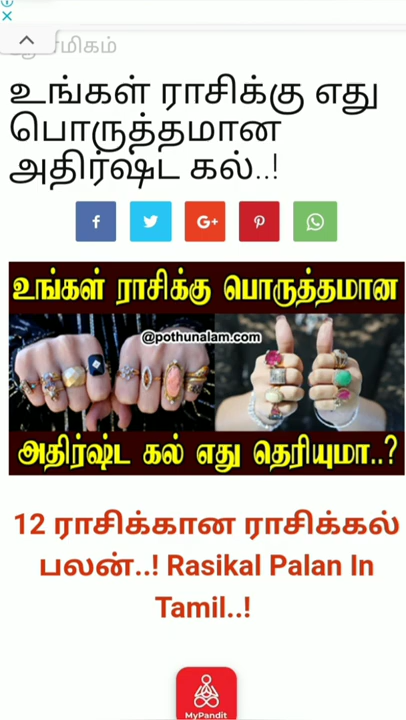 உங்கள் ராசிக்கு எது
பொருத்தமான
அதிர்ஷ்ட கல்..!
f
G+
உங்கள் ராசிக்கு பொருத்தமான
@pothunalam.com
அதிர்ஷ்ட கல் எது தெரியுமா..?
12 ராசிக்கான ராசிக்கல்
பலன்..! Rasikal Palan In
Tamil..!
MyPandit